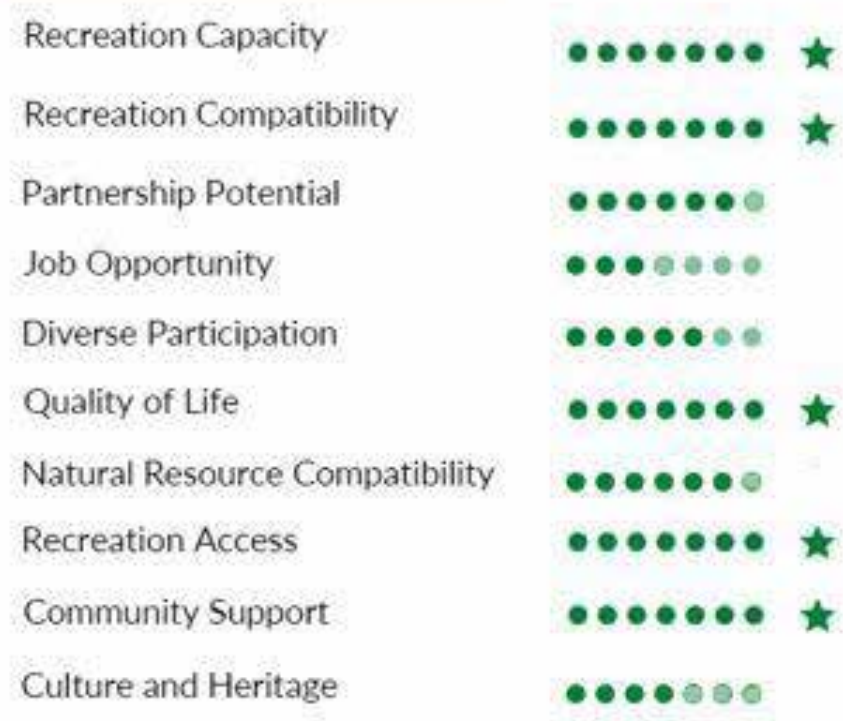 Recreation Capacity
Recreation Compatibility
Partnership Potential
Job Opportunity
Diverse Participation
Quality of Life
Natural Resource Compatibility
Recreation Access
Community Support
Culture and Heritage